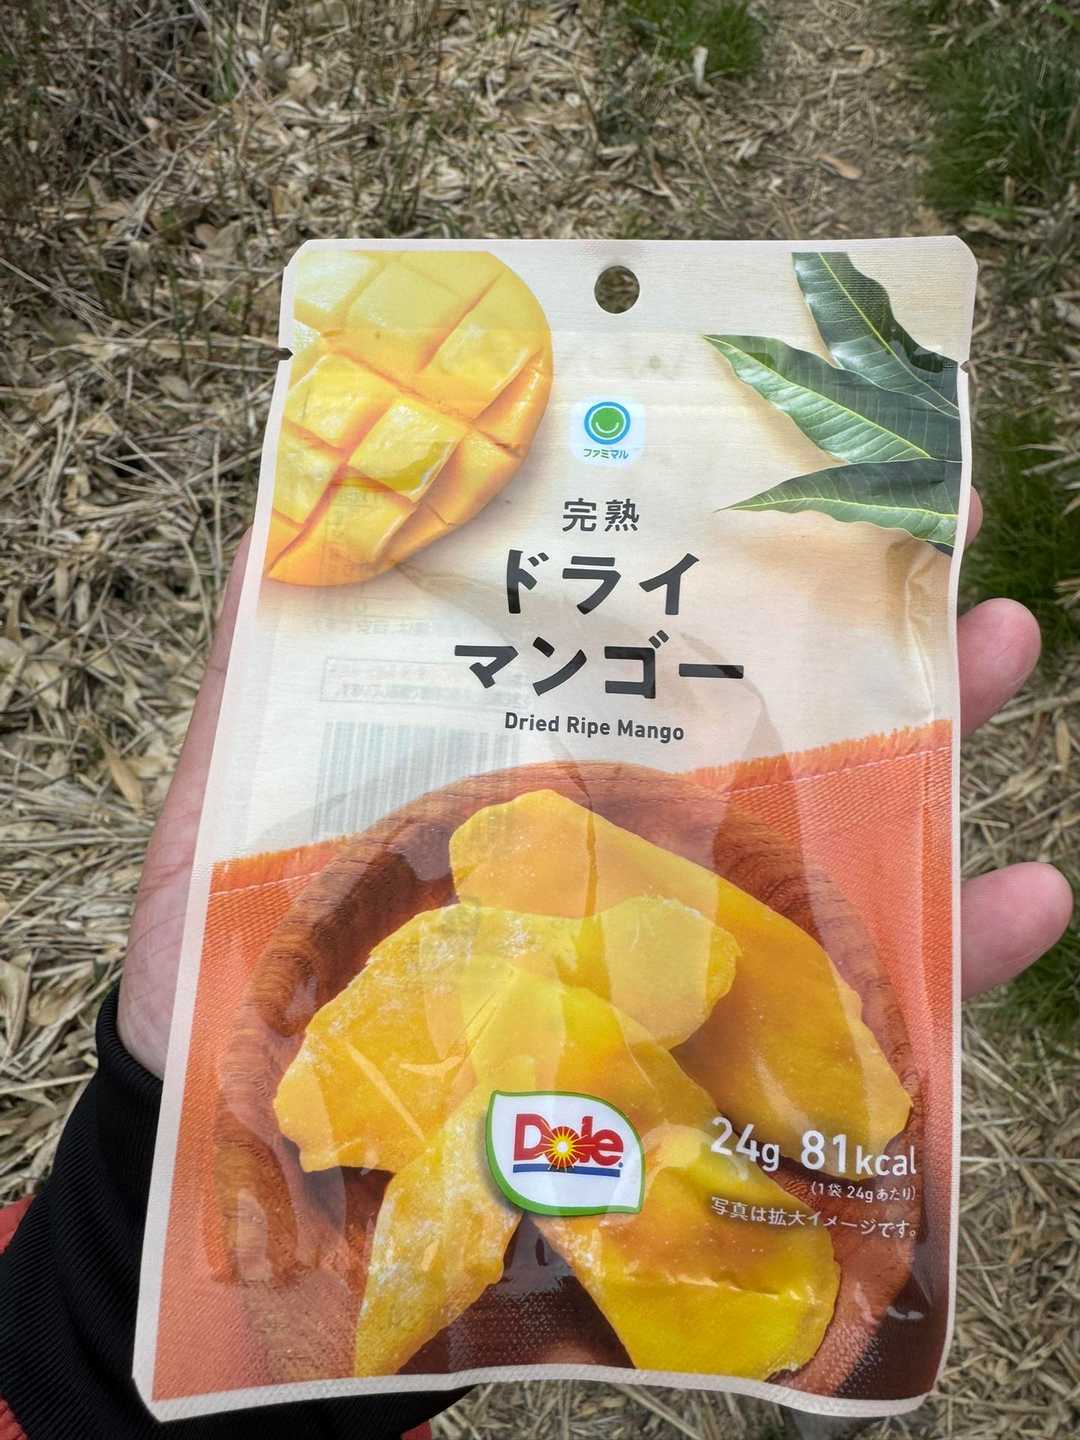 ファミマル
完熟
ドライ
マンゴー
Dried Ripe Mango
Dole
24g 81kcal
(1袋 24gあたり)
写真は拡大イメージです。